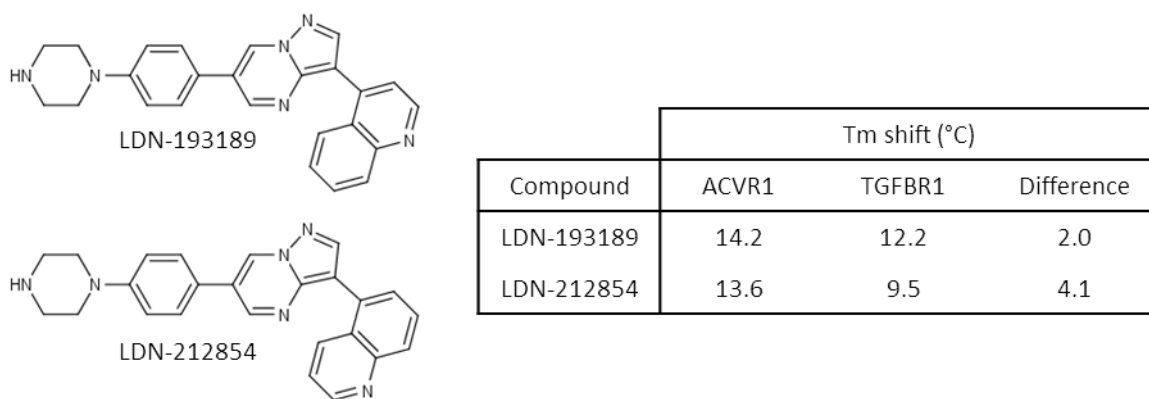 N
N
HN
N
N
N
LDN-193189
N
N
HN
N
N
LDN-212854
N
Tm shift (°C)
Compound ACVR1 TGFBR1 Difference
LDN-193189 14.2 12.2 2.0
LDN-212854 13.6 9.5 4.1